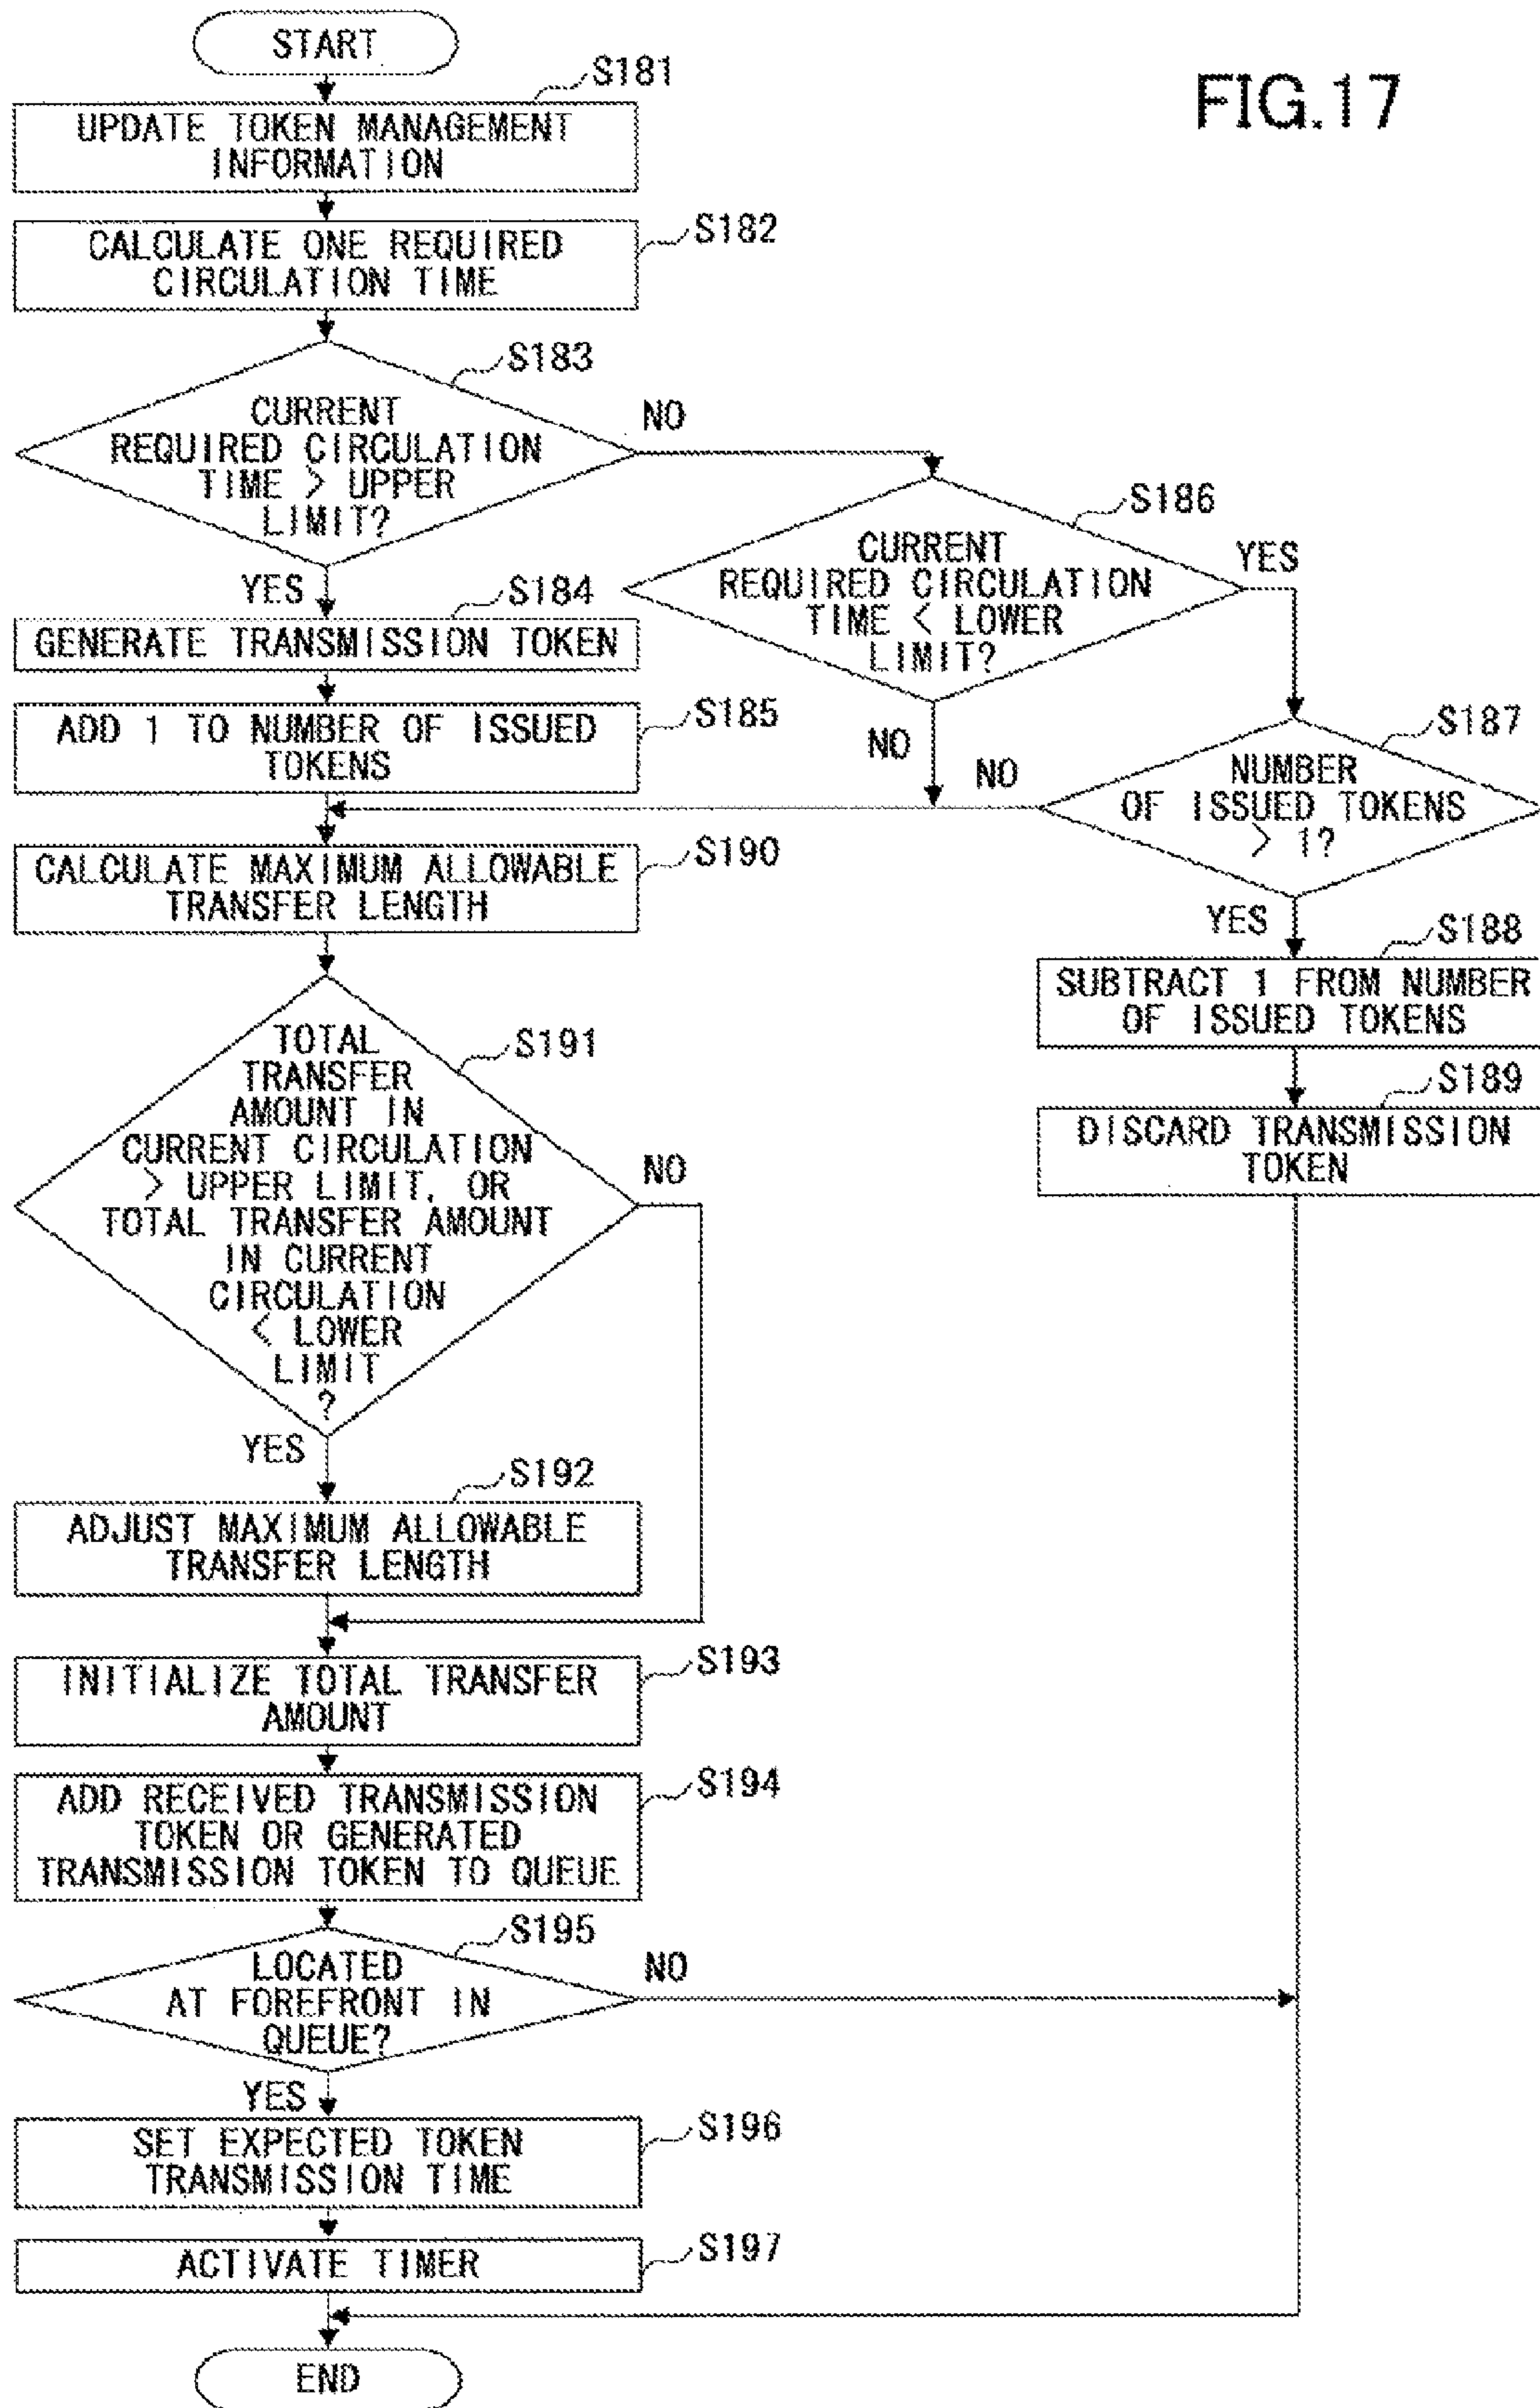 FIG.17
START
S181
UPDATE TOKEN MANAGEMENT
INFORMATION
S182
CALCULATE ONE REQUIRED
CIRCULATION TIME
S183
CURRENT
REQUIRED CIRCULATION
TIME > UPPER
LIMIT?
NO
YES
S184
GENERATE TRANSMISSION TOKEN
S185
ADD 1 TO NUMBER OF ISSUED
TOKENS
S186
CURRENT
REQUIRED CIRCULATION
TIME < LOWER
LIMIT?
YES
NO
S187
NUMBER
OF ISSUED TOKENS
> 1?
NO
YES
S188
SUBTRACT 1 FROM NUMBER
OF ISSUED TOKENS
S189
DISCARD TRANSMISSION
TOKEN
S190
CALCULATE MAXIMUM ALLOWABLE
TRANSFER LENGTH
S191
TOTAL
TRANSFER
AMOUNT IN
CURRENT CIRCULATION
> UPPER LIMIT, OR
TOTAL TRANSFER AMOUNT
IN CURRENT
CIRCULATION
< LOWER
LIMIT
?
NO
YES
S192
ADJUST MAXIMUM ALLOWABLE
TRANSFER LENGTH
S193
INITIALIZE TOTAL TRANSFER
AMOUNT
S194
ADD RECEIVED TRANSMISSION
TOKEN OR GENERATED
TRANSMISSION TOKEN TO QUEUE
S195
LOCATED
AT FOREFRONT IN
QUEUE?
NO
YES
S196
SET EXPECTED TOKEN
TRANSMISSION TIME
S197
ACTIVATE TIMER
END